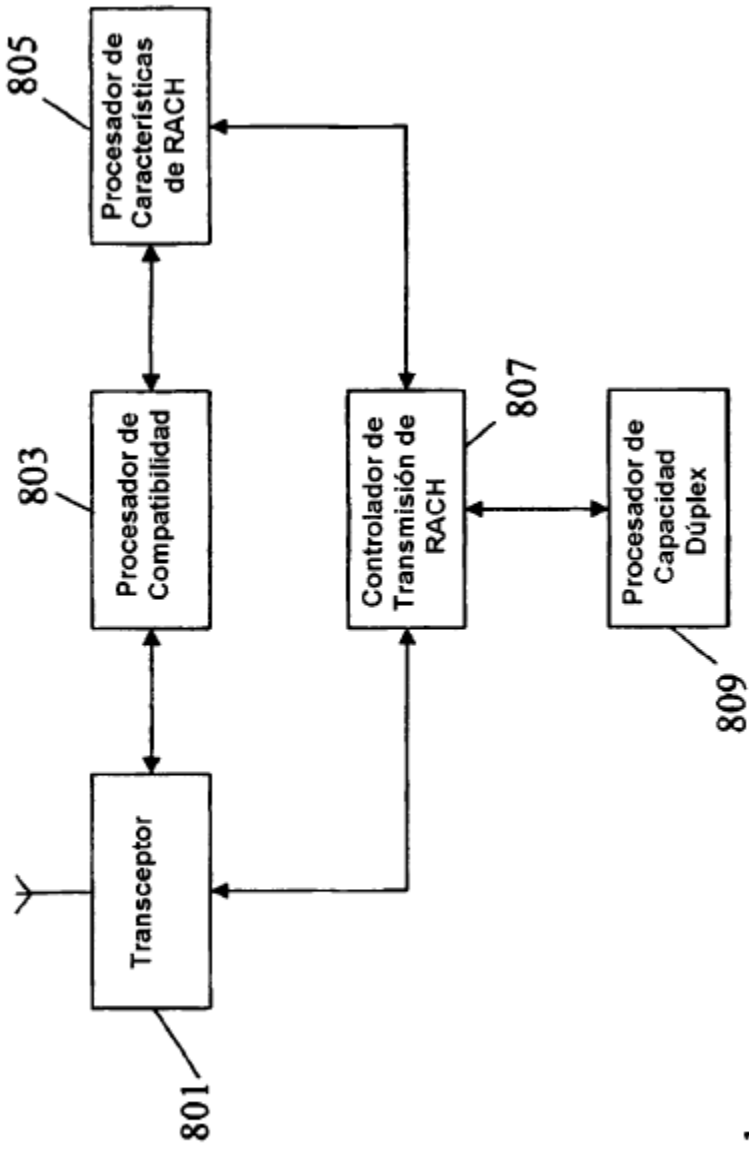 801
Transceptor
803
Procesador de
Compatibilidad
805
Procesador de
Características
de RACH
Controlador de
Transmisión de
RACH
807
Procesador de
Capacidad
Dúplex
809